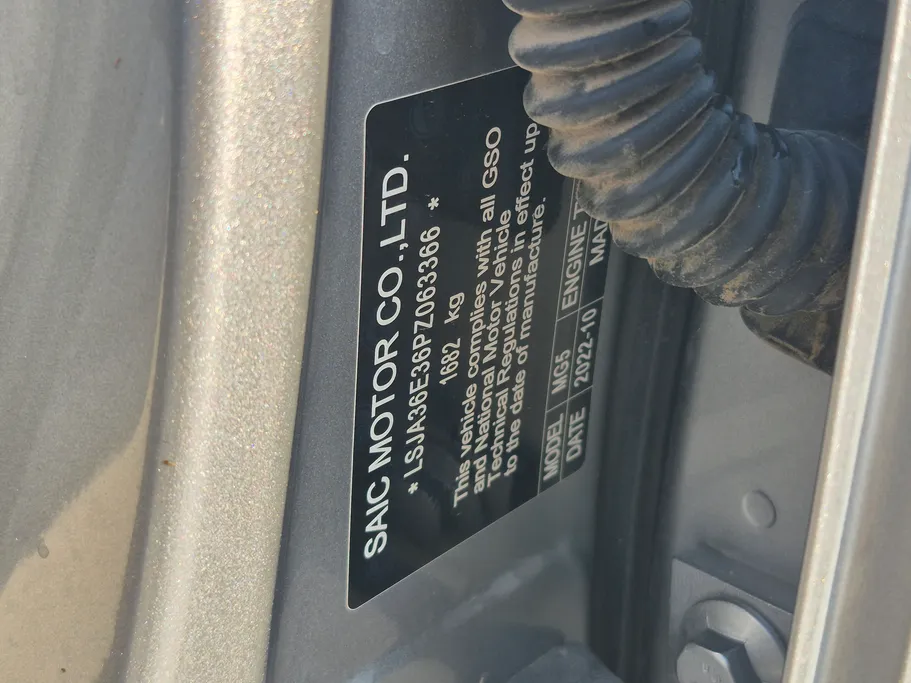 SAIC MOTOR CO.,LTD.
* LSJA36E36PZ063366 *
1682 kg
This vehicle complies with all GSO
and National Motor Vehicle
Technical Regulations in effect up
to the date of manufacture.
MODEL MG5 ENGINE
DATE 2022-10